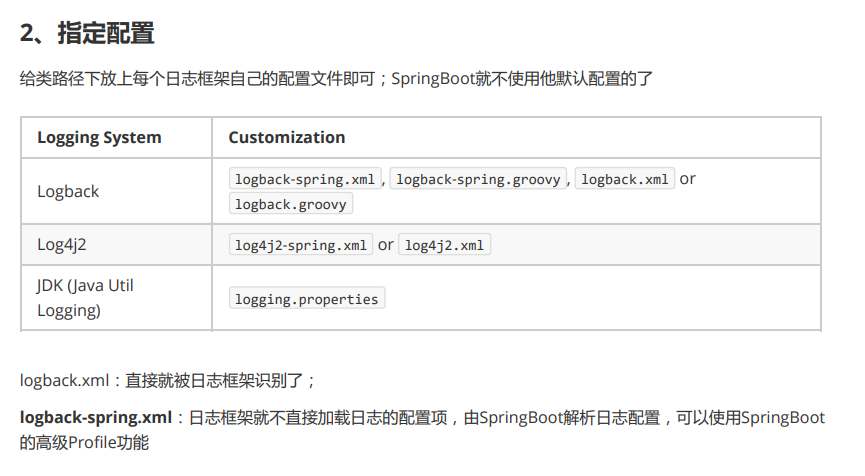 2、指定配置
给类路径下放上每个日志框架自己的配置文件即可；SpringBoot就不使用他默认配置的了
Logging System Customization
Logback logback-spring.xml, logback-spring.groovy, logback.xml or
logback.groovy
Log4j2 log4j2-spring.xml or log4j2.xml
JDK (Java Util
Logging) logging.properties
logback.xml：直接就被日志框架识别了；
logback-spring.xml：日志框架就不直接加载日志的配置项，由SpringBoot解析日志配置，可以使用SpringBoot
的高级Profile功能